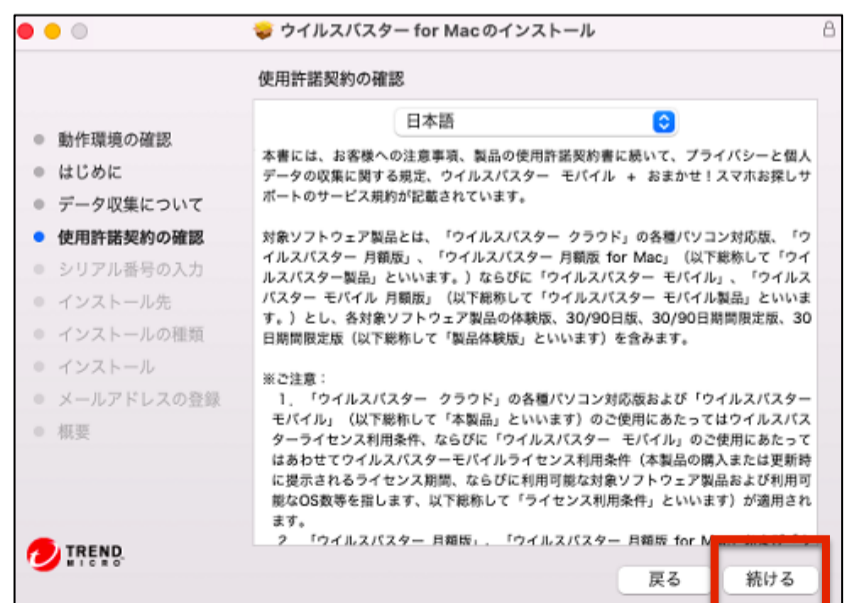 ウイルスバスター for Macのインストール
使用許諾契約の確認
動作環境の確認
はじめに
データ収集について
使用許諾契約の確認
シリアル番号の入力
インストール先
インストールの種類
インストール
メールアドレスの登録
概要
日本語
本書には、お客様への注意事項、製品の使用許諾契約書に続いて、プライバシーと個人
データの収集に関する規定、ウイルスバスター モバイル + おまかせ！スマホお探しサ
ポートのサービス規約が記載されています。
対象ソフトウェア製品とは、「ウイルスバスター クラウド」の各種パソコン対応版、「ウ
イルスバスター 月額版」、「ウイルスバスター 月額版 for Mac」（以下総称して「ウイ
ルスバスター製品」といいます。）ならびに「ウイルスバスター モバイル」、「ウイルス
バスター モバイル 月額版」（以下総称して「ウイルスバスター モバイル製品」といいま
す。）とし、各対象ソフトウェア製品の体験版、30/90日版、30/90日期間限定版、30
日期間限定版（以下総称して「製品体験版」といいます）を含みます。
※ご注意：
1．「ウイルスバスター クラウド」の各種パソコン対応版および「ウイルスバスター
モバイル」（以下総称して「本製品」といいます）のご使用にあたってはウイルスバス
ターライセンス利用条件、ならびに「ウイルスバスター モバイル」のご使用にあたって
はあわせてウイルスバスターモバイルライセンス利用条件（本製品の購入または更新時
に提示されるライセンス期間、ならびに利用可能な対象ソフトウェア製品および利用可
能なOS数等を指します、以下総称して「ライセンス利用条件」といいます）が適用され
ます。
2．「ウイルスバスター 月額版」、「ウイルスバスター 月額版 for
TREND
MICRO
戻る
続ける